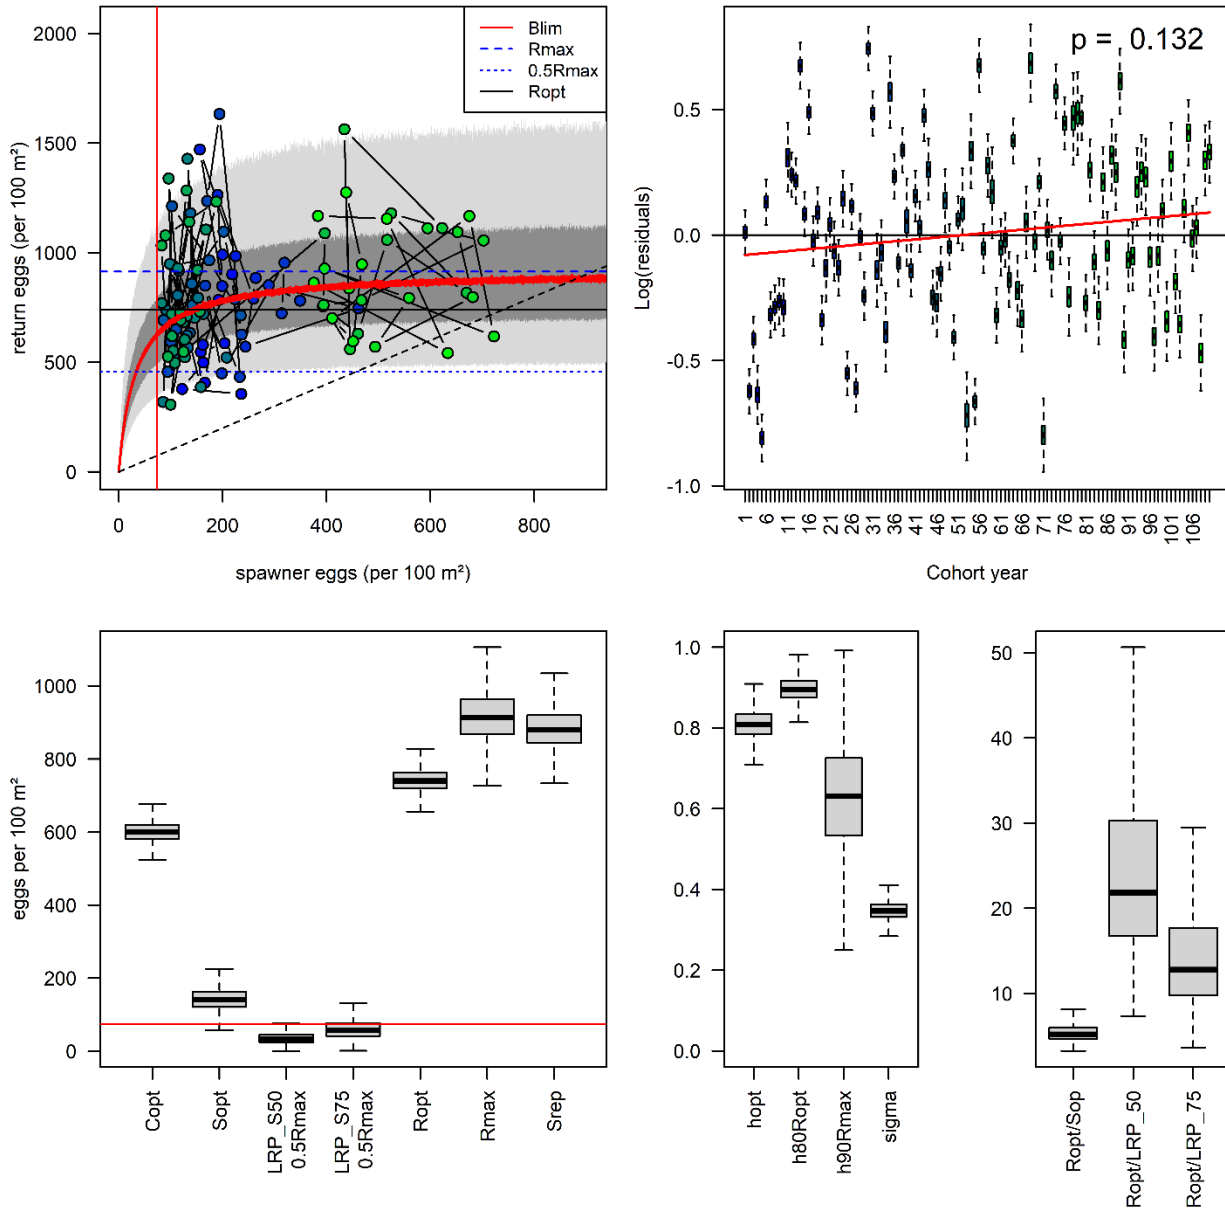 2000
1500
1000
500
0
return eggs (per 100 m²)
0 200 400 600 800
spawner eggs (per 100 m²)
Blim
Rmax
0.5Rmax
Ropt
p = 0.132
0.5
0.0
-0.5
-1.0
Log(residuals)
1 6 11 16 21 26 31 36 41 46 51 56 61 66 71 76 81 86 91 96 101 106
Cohort year
1000
800
600
400
200
0
eggs per 100 m²
Copt
Sopt
LRP_S50
0.5Rmax
LRP_S75
0.5Rmax
Ropt
Rmax
Srep
1.0
0.8
0.6
0.4
0.2
0.0
hopt
h80Ropt
h90Rmax
sigma
50
40
30
20
10
Ropt/Sop
Ropt/LRP_50
Ropt/LRP_75